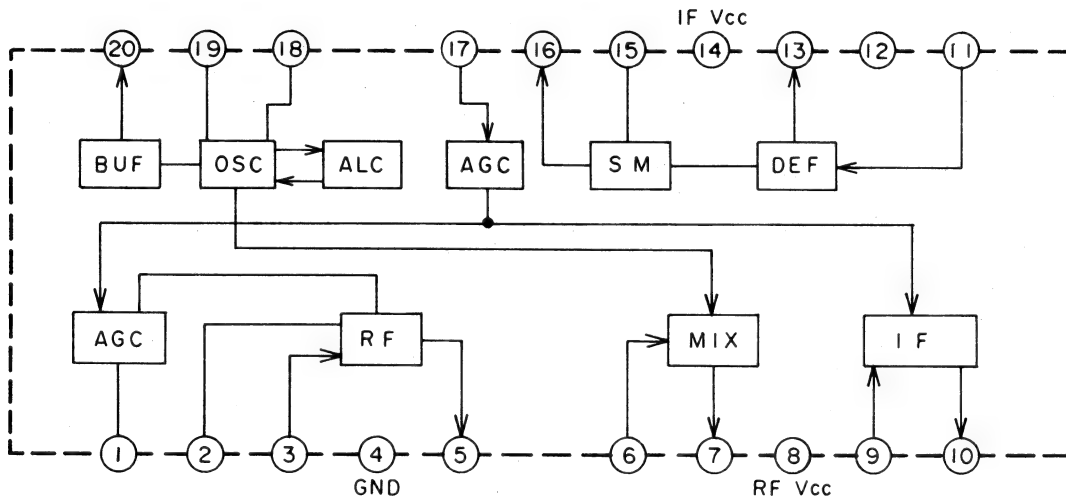 IF Vcc
20 19 18 17 16 15 14 13 12 11
BUF OSC ALC AGC SM DEF
AGC RF MIX IF
1 2 3 4 5 6 7 8 9 10
GND RF Vcc